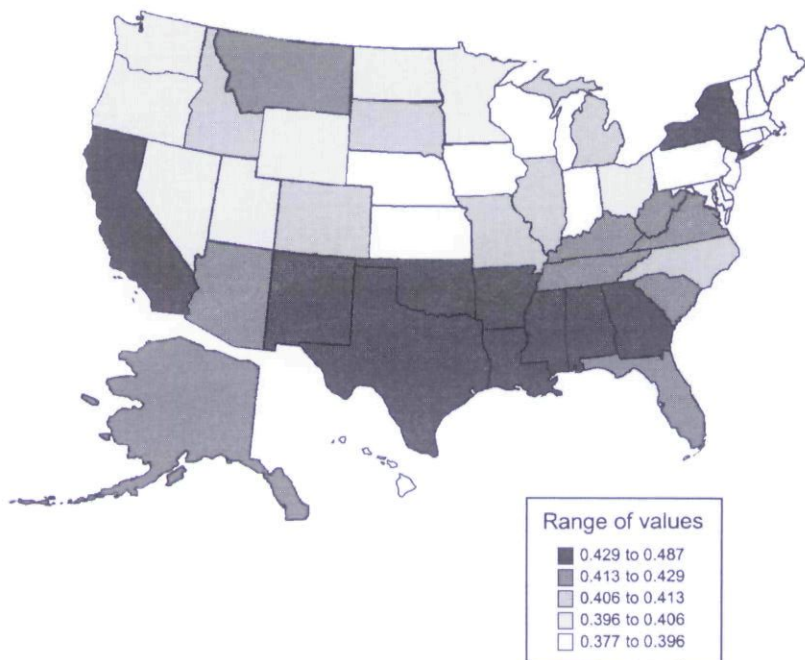 Range of values
0.429 to 0.487
0.413 to 0.429
0.406 to 0.413
0.396 to 0.406
0.377 to 0.396